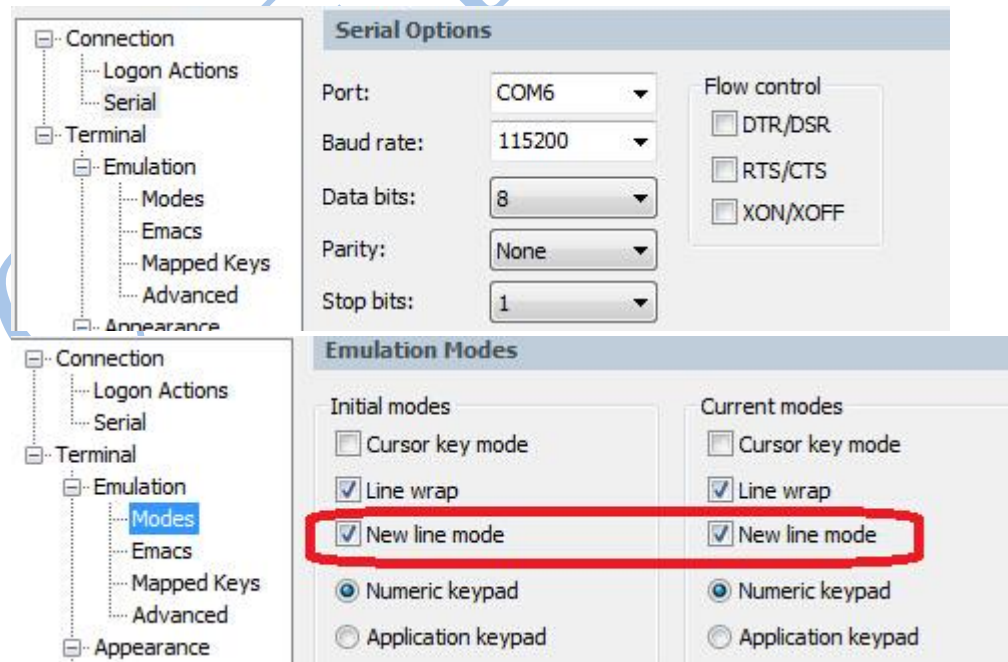 Serial Options
Connection
Logon Actions
Serial
Terminal
Emulation
Modes
Emacs
Mapped Keys
Advanced
Appearance
Port: COM6
Baud rate: 115200
Data bits: 8
Parity: None
Stop bits: 1
Flow control
DTR/DSR
RTS/CTS
XON/XOFF
Emulation Modes
Connection
Logon Actions
Serial
Terminal
Emulation
Modes
Emacs
Mapped Keys
Advanced
Appearance
Initial modes
Cursor key mode
Line wrap
New line mode
Numeric keypad
Application keypad
Current modes
Cursor key mode
Line wrap
New line mode
Numeric keypad
Application keypad